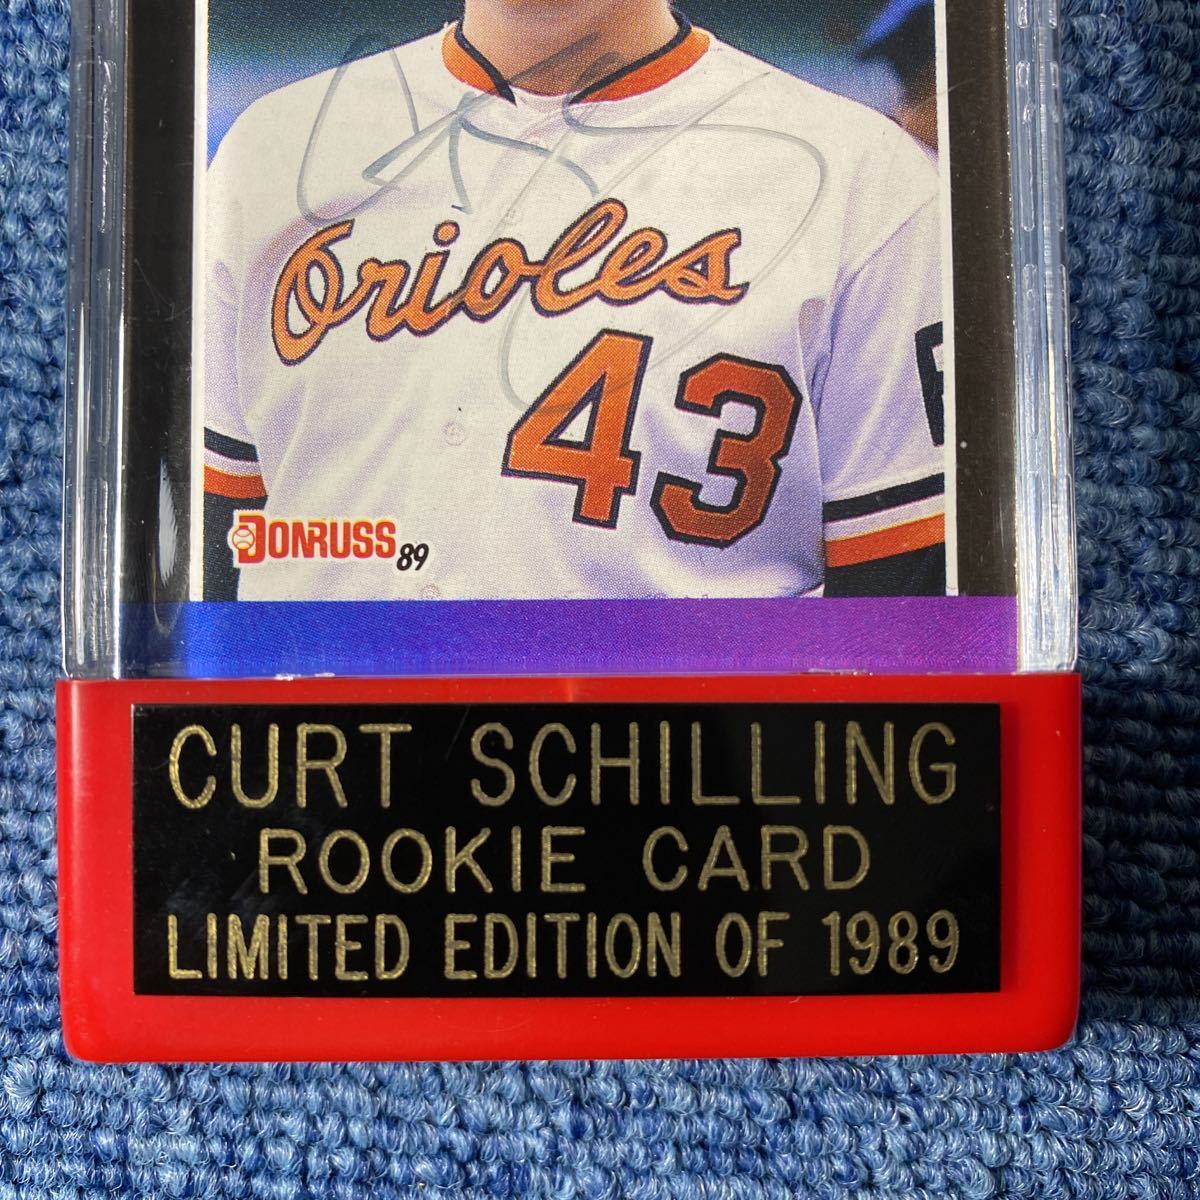 Orioles
43
DONRUSS 89
CURT SCHILLING
ROOKIE CARD
LIMITED EDITION OF 1989